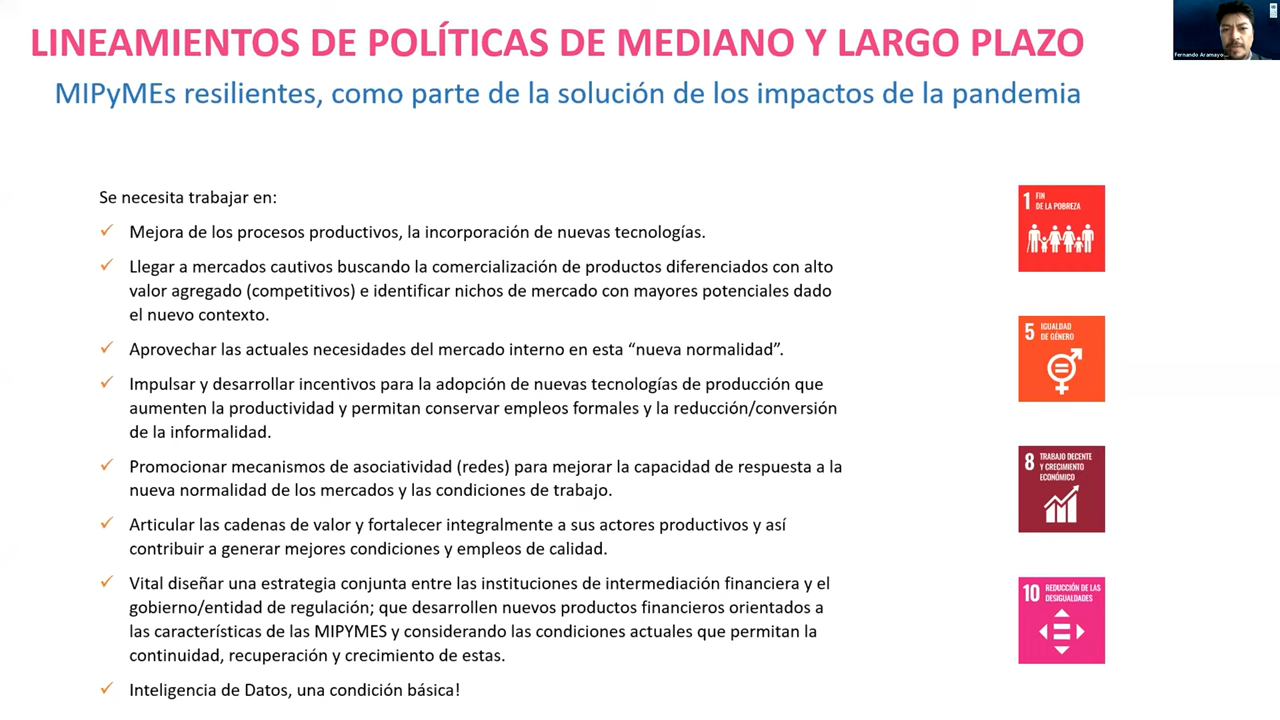 LINEAMIENTOS DE POLÍTICAS DE MEDIANO Y LARGO PLAZO
MIPyMEs resilientes, como parte de la solución de los impactos de la pandemia
Fernando Aramayo
Se necesita trabajar en:
✓ Mejora de los procesos productivos, la incorporación de nuevas tecnologías.
✓ Llegar a mercados cautivos buscando la comercialización de productos diferenciados con alto
valor agregado (competitivos) e identificar nichos de mercado con mayores potenciales dado
el nuevo contexto.
✓ Aprovechar las actuales necesidades del mercado interno en esta “nueva normalidad”.
✓ Impulsar y desarrollar incentivos para la adopción de nuevas tecnologías de producción que
aumenten la productividad y permitan conservar empleos formales y la reducción/conversión
de la informalidad.
✓ Promocionar mecanismos de asociatividad (redes) para mejorar la capacidad de respuesta a la
nueva normalidad de los mercados y las condiciones de trabajo.
✓ Articular las cadenas de valor y fortalecer integralmente a sus actores productivos y así
contribuir a generar mejores condiciones y empleos de calidad.
✓ Vital diseñar una estrategia conjunta entre las instituciones de intermediación financiera y el
gobierno/entidad de regulación; que desarrollen nuevos productos financieros orientados a
las características de las MIPYMES y considerando las condiciones actuales que permitan la
continuidad, recuperación y crecimiento de estas.
✓ Inteligencia de Datos, una condición básica!
1 FIN
DE LA POBREZA
5 IGUALDAD
DE GÉNERO
8 TRABAJO DECENTE
Y CRECIMIENTO
ECONÓMICO
10 REDUCCIÓN DE LAS
DESIGUALDADES